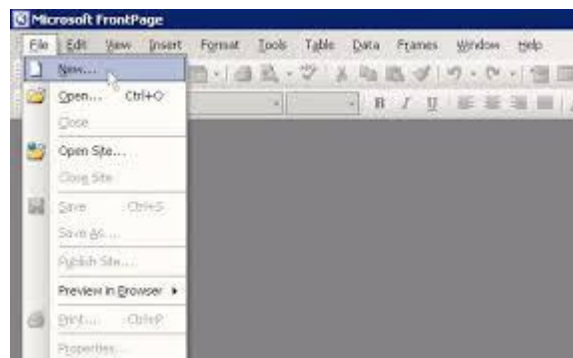 Microsoft FrontPage
File Edit View Insert Format Tools Table Data Frames Window Help
New...
Open... Ctrl+O
Close
B I U
Open Site...
Close Site
Save Ctrl+S
Save As...
Publish Site...
Preview in Browser
Print... Ctrl+P
Properties...